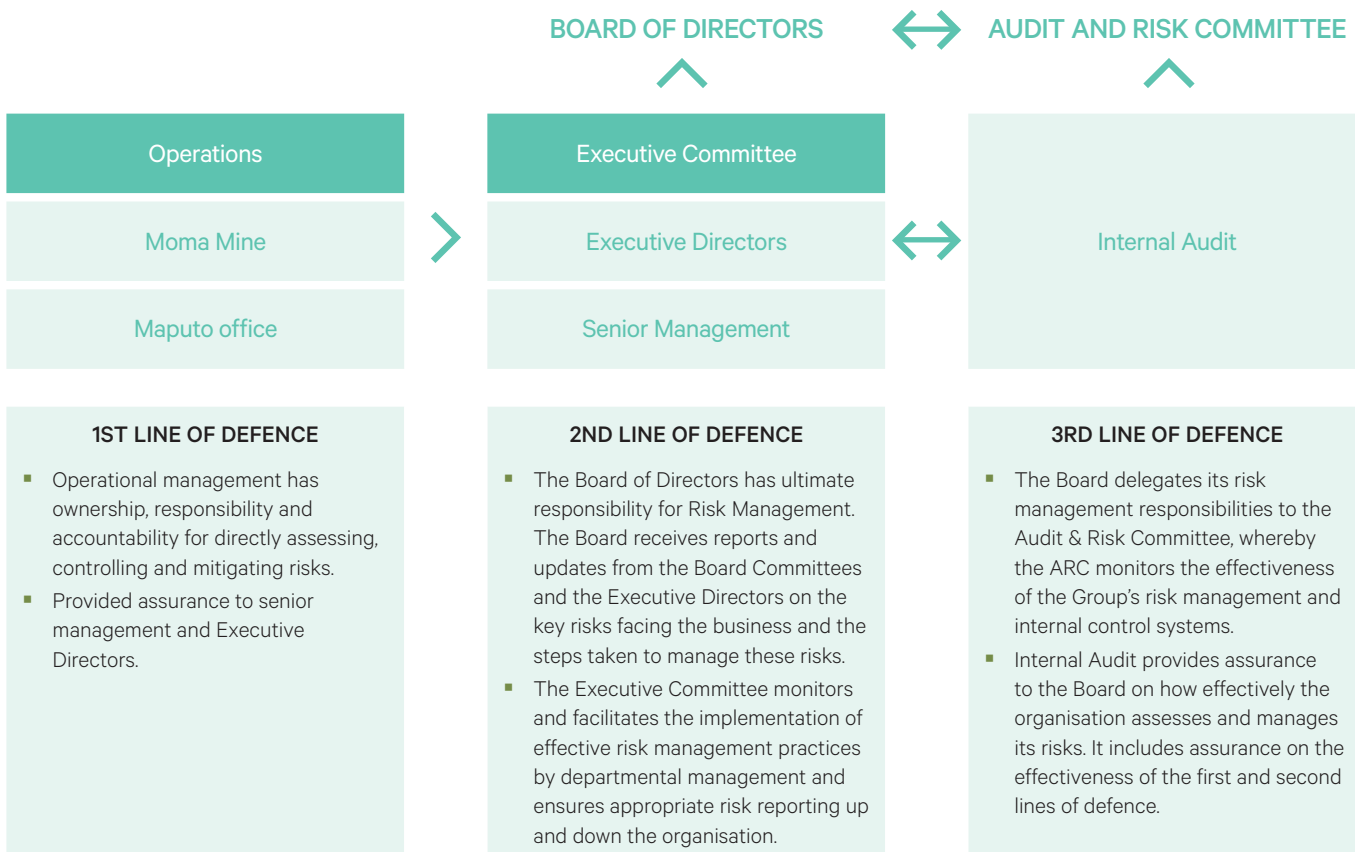 BOARD OF DIRECTORS
AUDIT AND RISK COMMITTEE
Operations
Moma Mine
Maputo office
Executive Committee
Executive Directors
Senior Management
Internal Audit
1ST LINE OF DEFENCE
Operational management has
ownership, responsibility and
accountability for directly assessing,
controlling and mitigating risks.
Provided assurance to senior
management and Executive
Directors.
2ND LINE OF DEFENCE
The Board of Directors has ultimate
responsibility for Risk Management.
The Board receives reports and
updates from the Board Committees
and the Executive Directors on the
key risks facing the business and the
steps taken to manage these risks.
The Executive Committee monitors
and facilitates the implementation of
effective risk management practices
by departmental management and
ensures appropriate risk reporting up
and down the organisation.
3RD LINE OF DEFENCE
The Board delegates its risk
management responsibilities to the
Audit & Risk Committee, whereby
the ARC monitors the effectiveness
of the Group's risk management and
internal control systems.
Internal Audit provides assurance
to the Board on how effectively the
organisation assesses and manages
its risks. It includes assurance on the
effectiveness of the first and second
lines of defence.